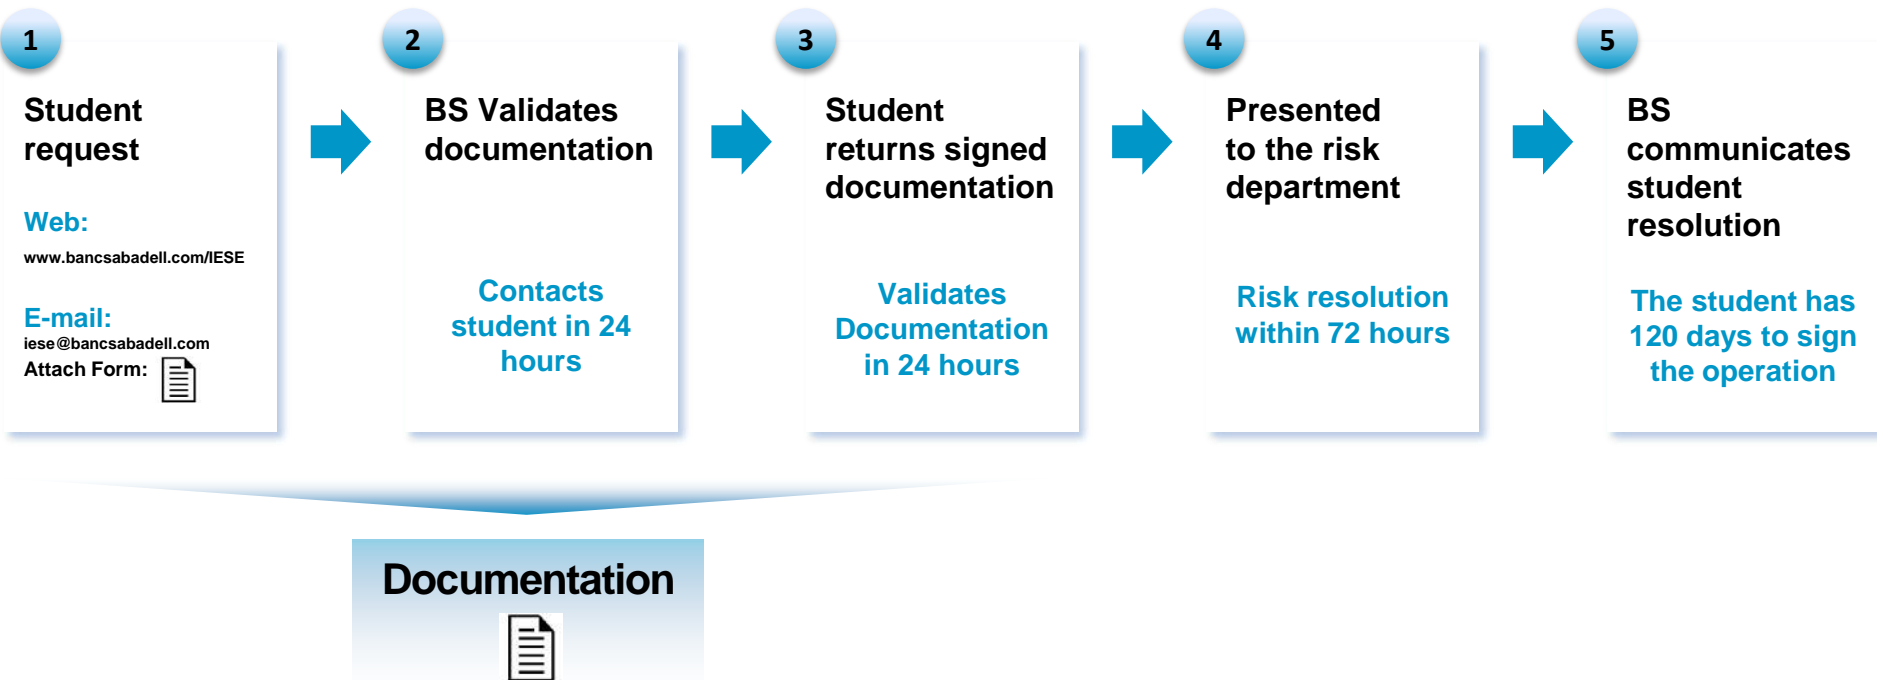 1
Student
request
Web:
www.bancsabadell.com/IESE
E-mail:
iese@bancsabadell.com
Attach Form:
2
BS Validates
documentation
Contacts
student in 24
hours
3
Student
returns signed
documentation
Validates
Documentation
in 24 hours
4
Presented
to the risk
department
Risk resolution
within 72 hours
5
BS
communicates
student
resolution
The student has
120 days to sign
the operation
Documentation